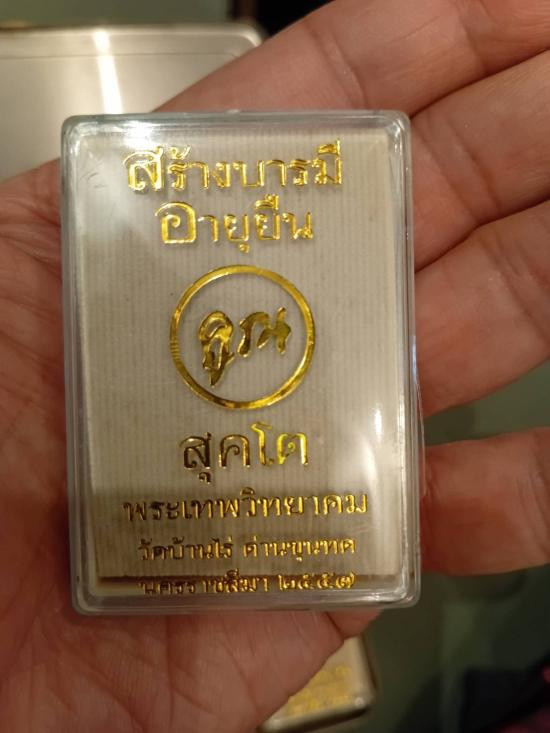 สร้างบารมี
อายุยืน
คูณ
สุคโต
พระเทพวิทยาคม
วัดบ้านไร่ ด่านขุนทด
นครราชสีมา ๒๕๕๗